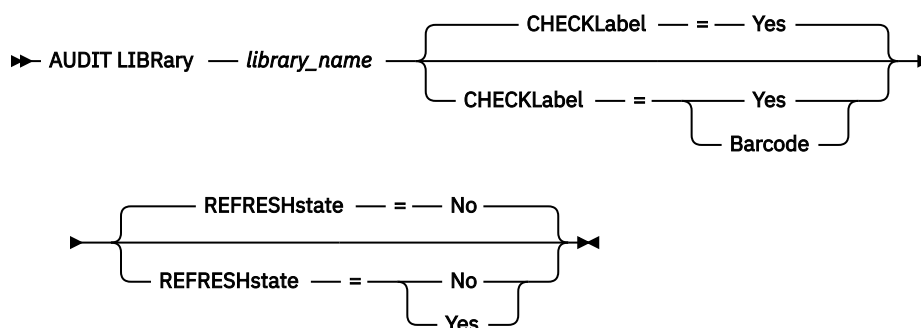 CHECKLabel = Yes
AUDIT LIBRary library_name
CHECKLabel = Yes
Barcode
REFRESHstate = No
REFRESHstate = No
Yes